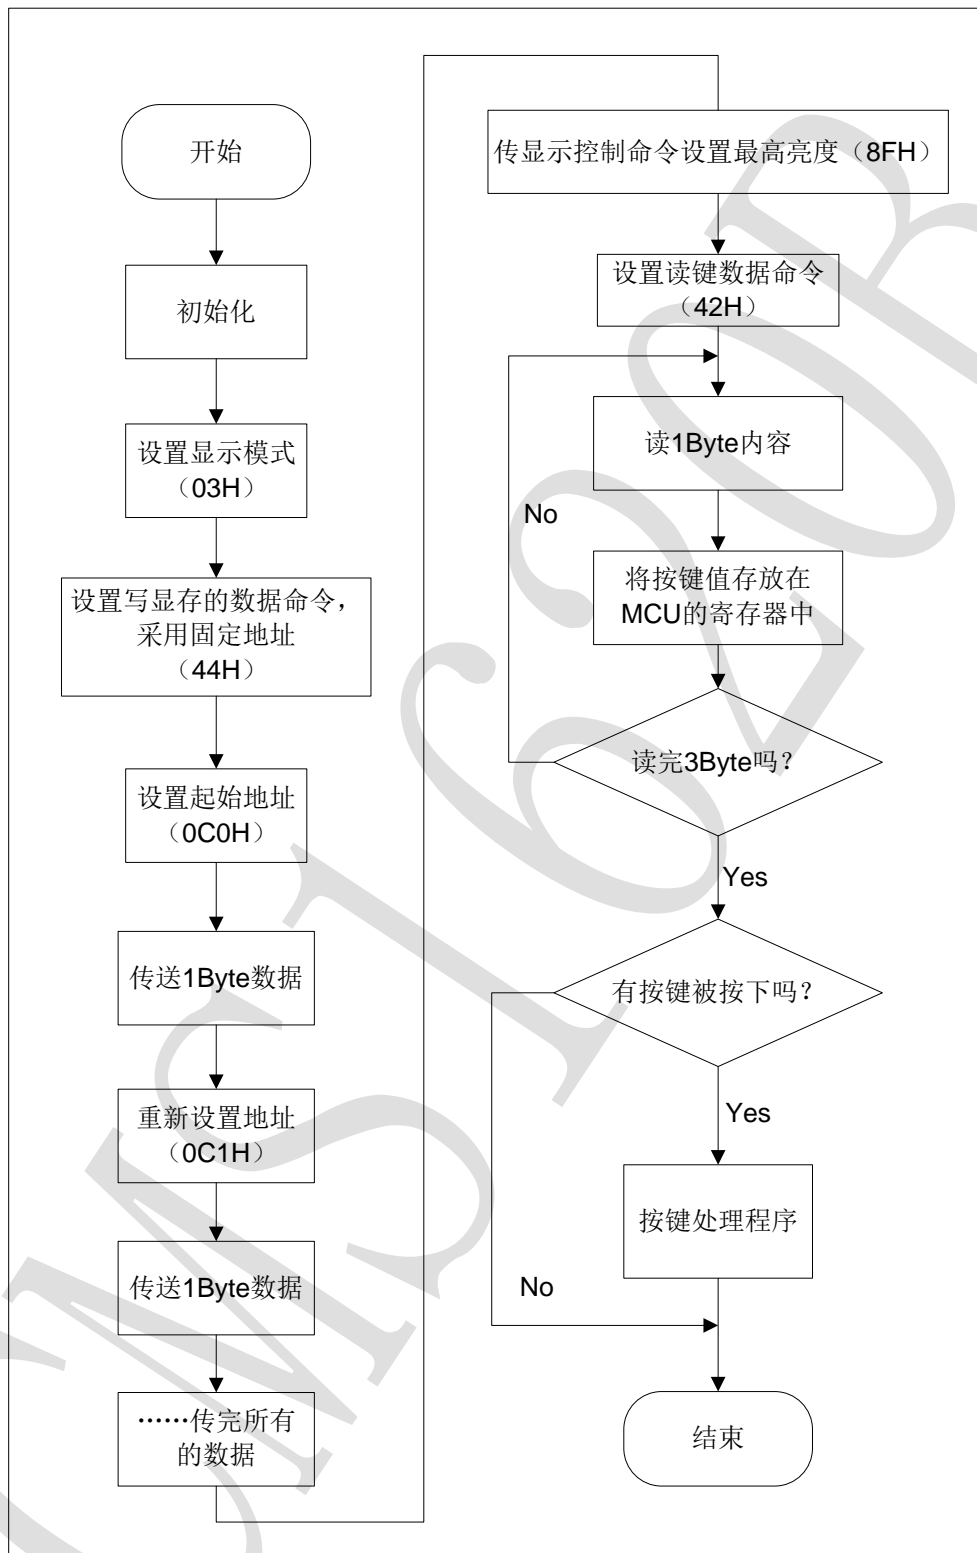 开始
初始化
设置显示模式
（03H）
设置写显存的数据命令，
采用固定地址
（44H）
设置起始地址
（0C0H）
传送1Byte数据
重新设置地址
（0C1H）
传送1Byte数据
……传完所有
的数据
传显示控制命令设置最高亮度（8FH）
设置读键数据命令
（42H）
读1Byte内容
No
将按键值存放在
MCU的寄存器中
读完3Byte吗？
Yes
有按键被按下吗？
Yes
按键处理程序
No
结束
CMS1620B